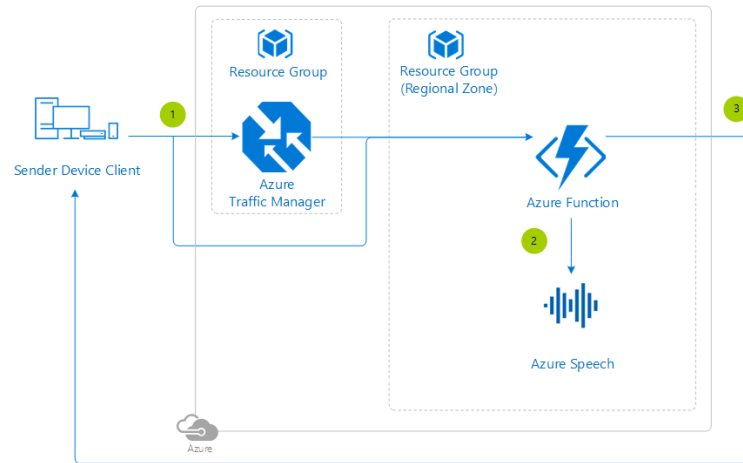 Resource Group
Resource Group
(Regional Zone)
1
3
Sender Device Client
Azure
Traffic Manager
Azure Function
2
Azure Speech
Azure